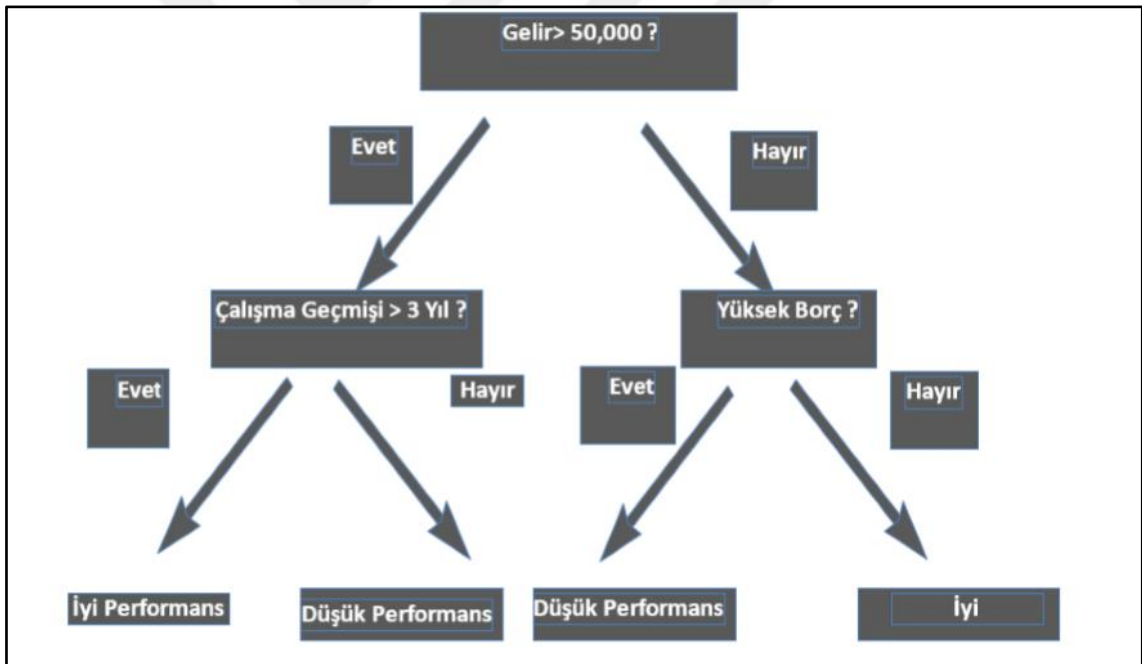 Gelir> 50,000 ?
Evet
Hayır
Çalışma Geçmişi > 3 Yıl ?
Yüksek Borç ?
Evet
Hayır
Evet
Hayır
İyi Performans
Düşük Performans
Düşük Performans
İyi